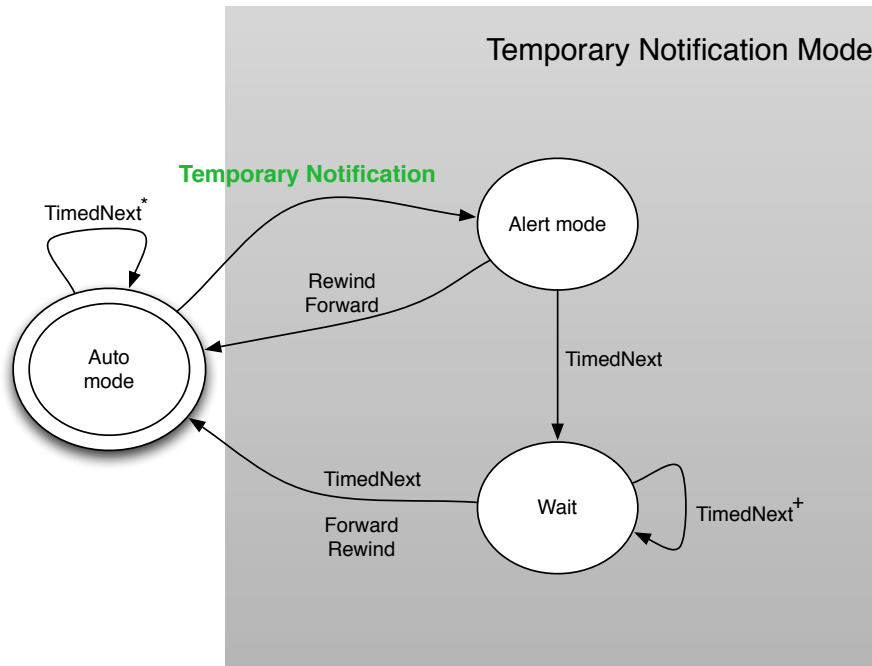 Temporary Notification Mode
Temporary Notification
TimedNext*
Alert mode
Rewind
Forward
Auto
mode
TimedNext
TimedNext
Wait
TimedNext+
Forward
Rewind